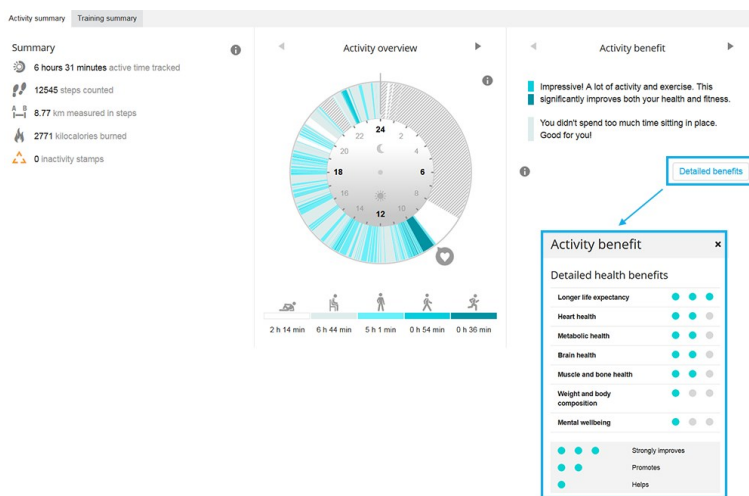 Activity summary
Training summary
Summary
6 hours 31 minutes active time tracked
12545 steps counted
A B
8.77 km measured in steps
2771 kilocalories burned
0 inactivity stamps
Activity overview
24
22
2
20
4
18
6
16
8
14
10
12
2 h 14 min
6 h 44 min
5 h 1 min
0 h 54 min
0 h 36 min
Activity benefit
Impressive! A lot of activity and exercise. This
significantly improves both your health and fitness.
You didn't spend too much time sitting in place.
Good for you!
Detailed benefits
Activity benefit
Detailed health benefits
Longer life expectancy
Heart health
Metabolic health
Brain health
Muscle and bone health
Weight and body
composition
Mental wellbeing
Strongly improves
Promotes
Helps